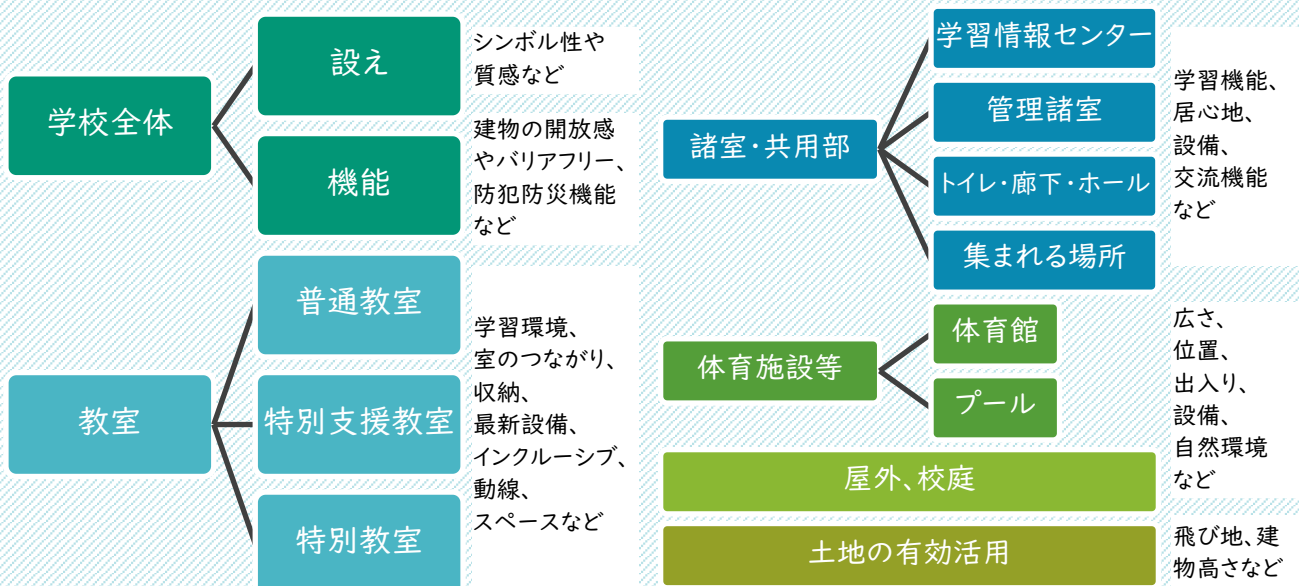 学校全体
設え
シンボル性や
質感など
機能
建物の開放感
やバリアフリー、
防犯防災機能
など
教室
普通教室
特別支援教室
特別教室
学習環境、
室のつながり、
収納、
最新設備、
インクルーシブ、
動線、
スペースなど
諸室・共用部
学習情報センター
管理諸室
トイレ・廊下・ホール
集まれる場所
学習機能、
居心地、
設備、
交流機能
など
体育施設等
体育館
プール
屋外、校庭
広さ、
位置、
出入り、
設備、
自然環境
など
土地の有効活用
飛び地、建
物高さなど